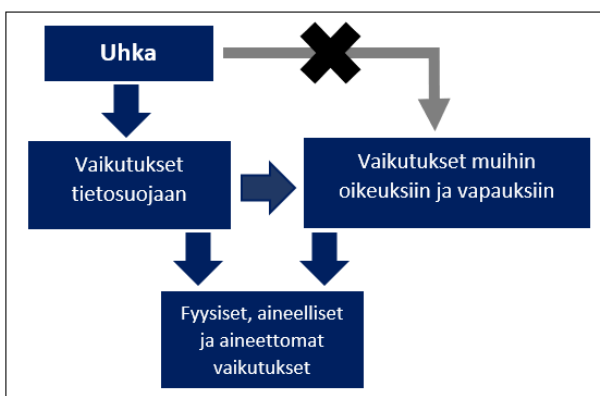 Uhka
Vaikutukset
tietosuojaan
Vaikutukset muihin
oikeuksiin ja vapauksiin
Fyysiset, aineelliset
ja aineettomat
vaikutukset